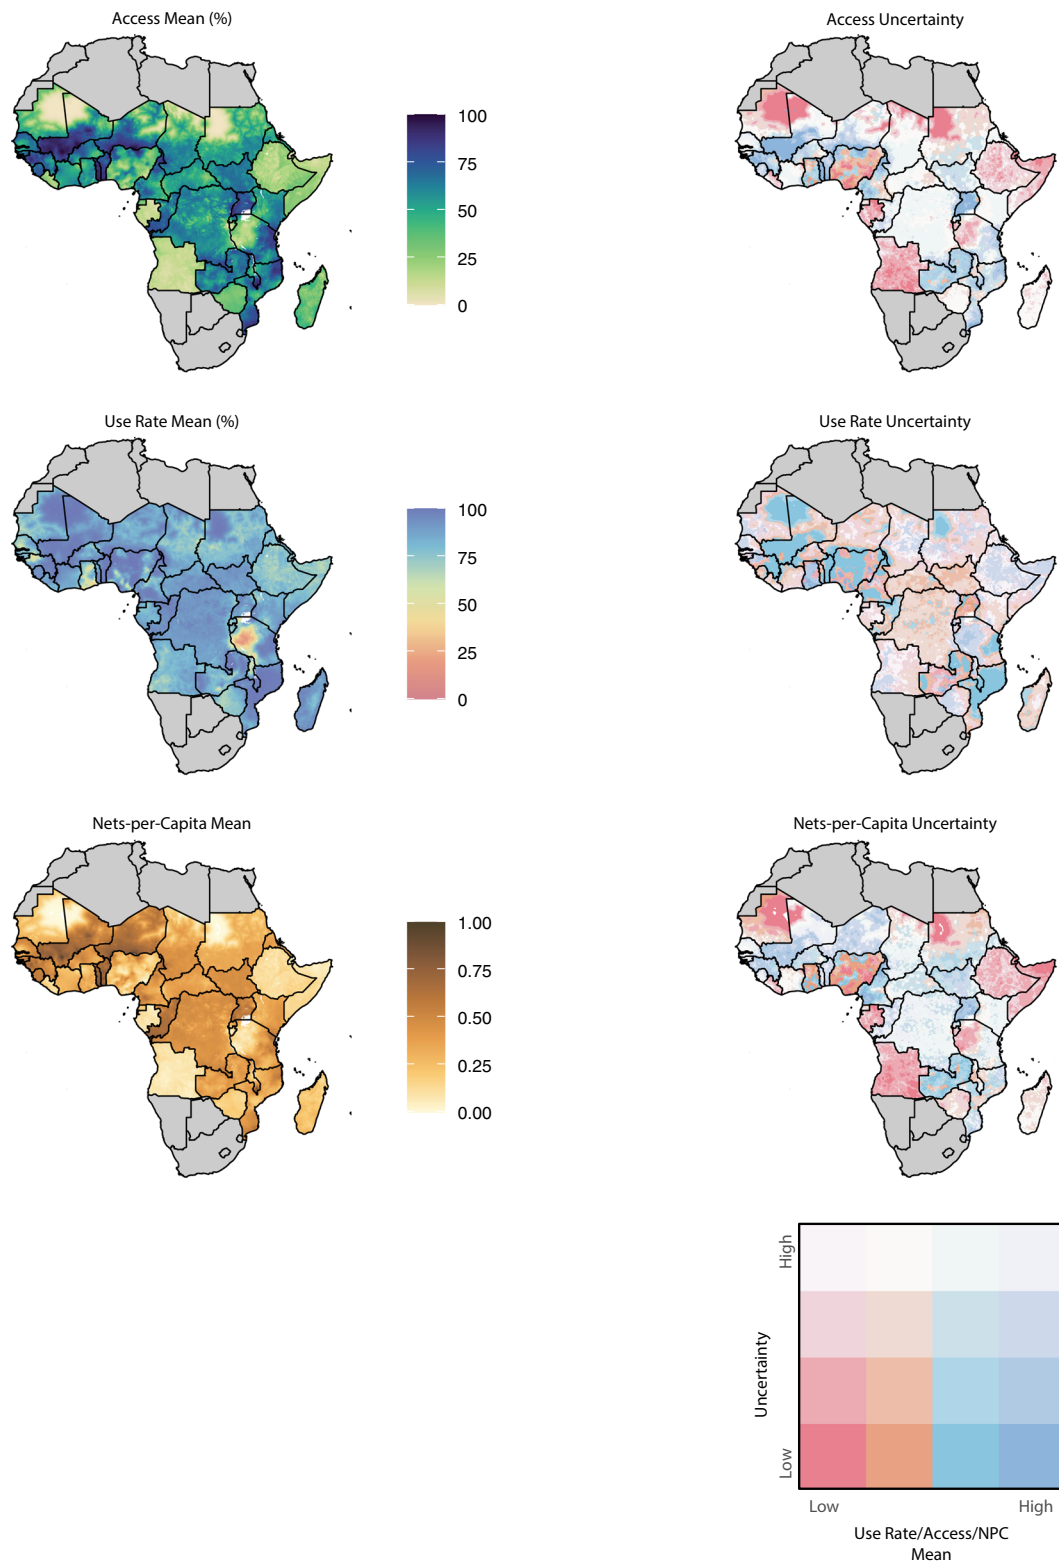 Access Mean (%)
Access Uncertainty
100
75
50
25
0
Use Rate Mean (%)
Use Rate Uncertainty
100
75
50
25
0
Nets-per-Capita Mean
Nets-per-Capita Uncertainty
1.00
0.75
0.50
0.25
0.00
High
Uncertainty
Low
Low
High
Use Rate/Access/NPC
Mean